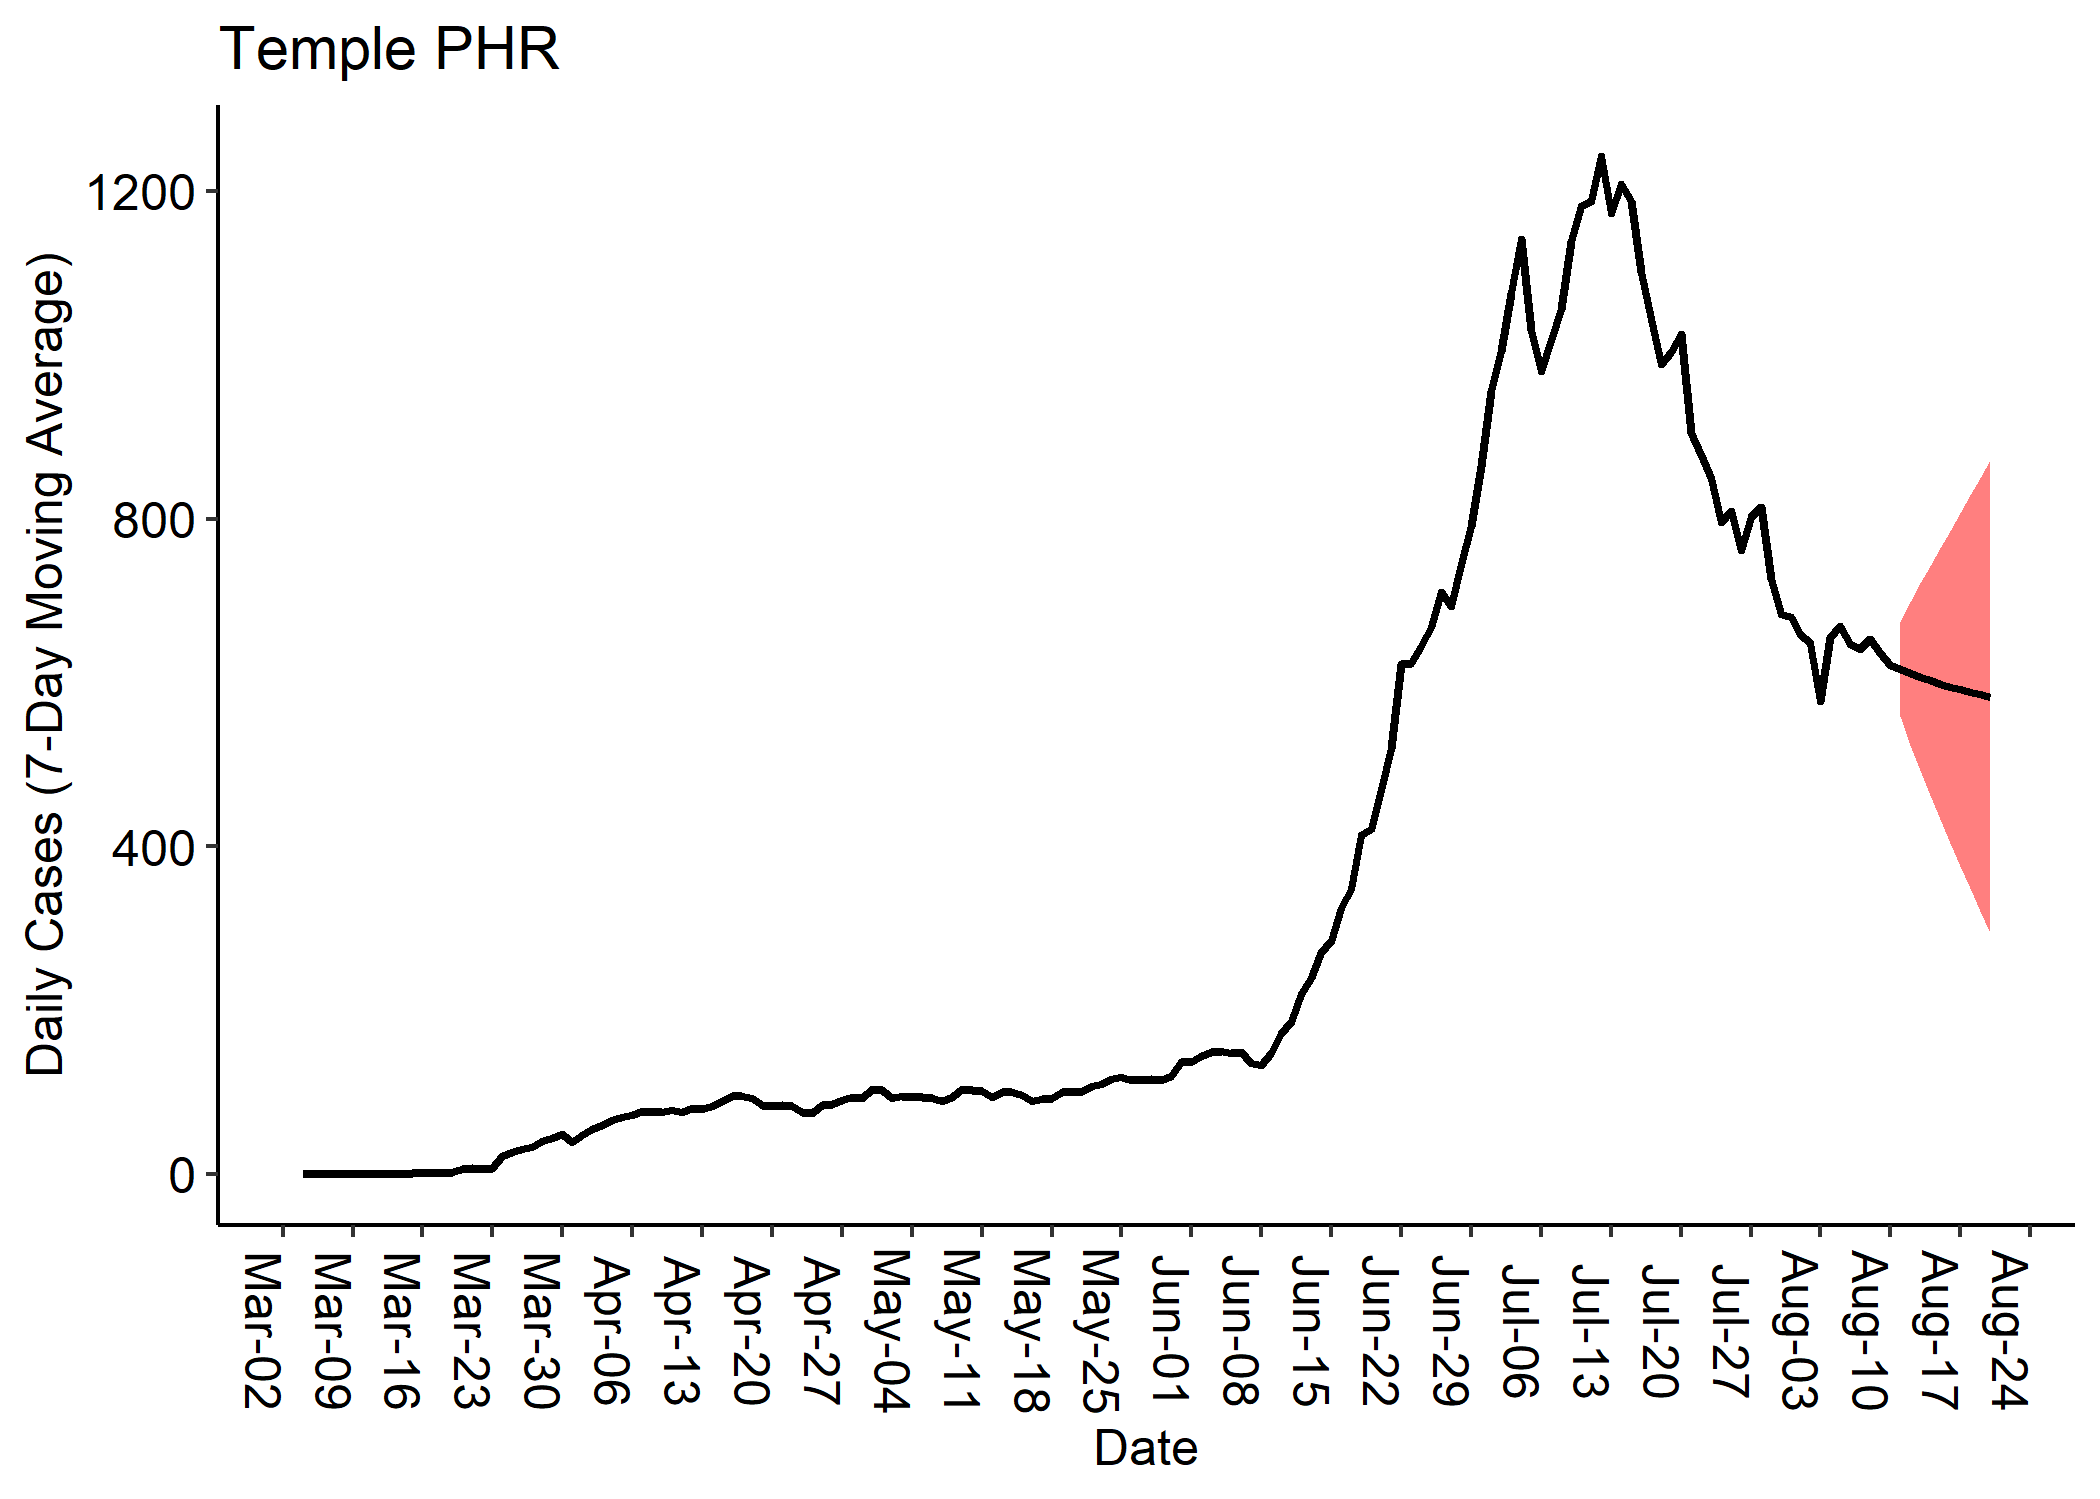 Temple PHR
Daily Cases (7-Day Moving Average)
1200
800
400
0
Mar-02
Mar-09
Mar-16
Mar-23
Mar-30
Apr-06
Apr-13
Apr-20
Apr-27
May-04
May-11
May-18
May-25
Jun-01
Jun-08
Jun-15
Jun-22
Jun-29
Jul-06
Jul-13
Jul-20
Jul-27
Aug-03
Aug-10
Aug-17
Aug-24
Date